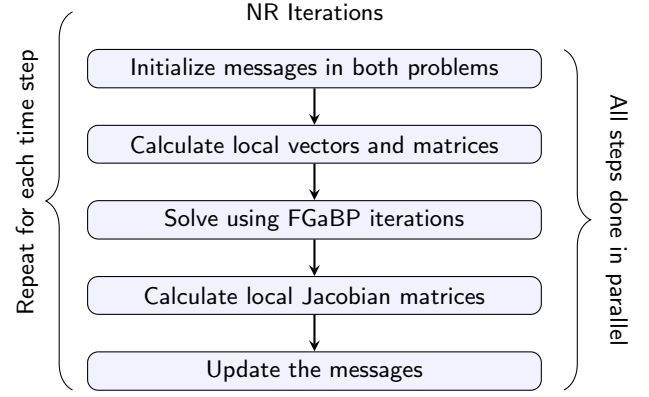 NR Iterations
Repeat for each time step
Initialize messages in both problems
Calculate local vectors and matrices
Solve using FGaBP iterations
Calculate local Jacobian matrices
Update the messages
All steps done in parallel